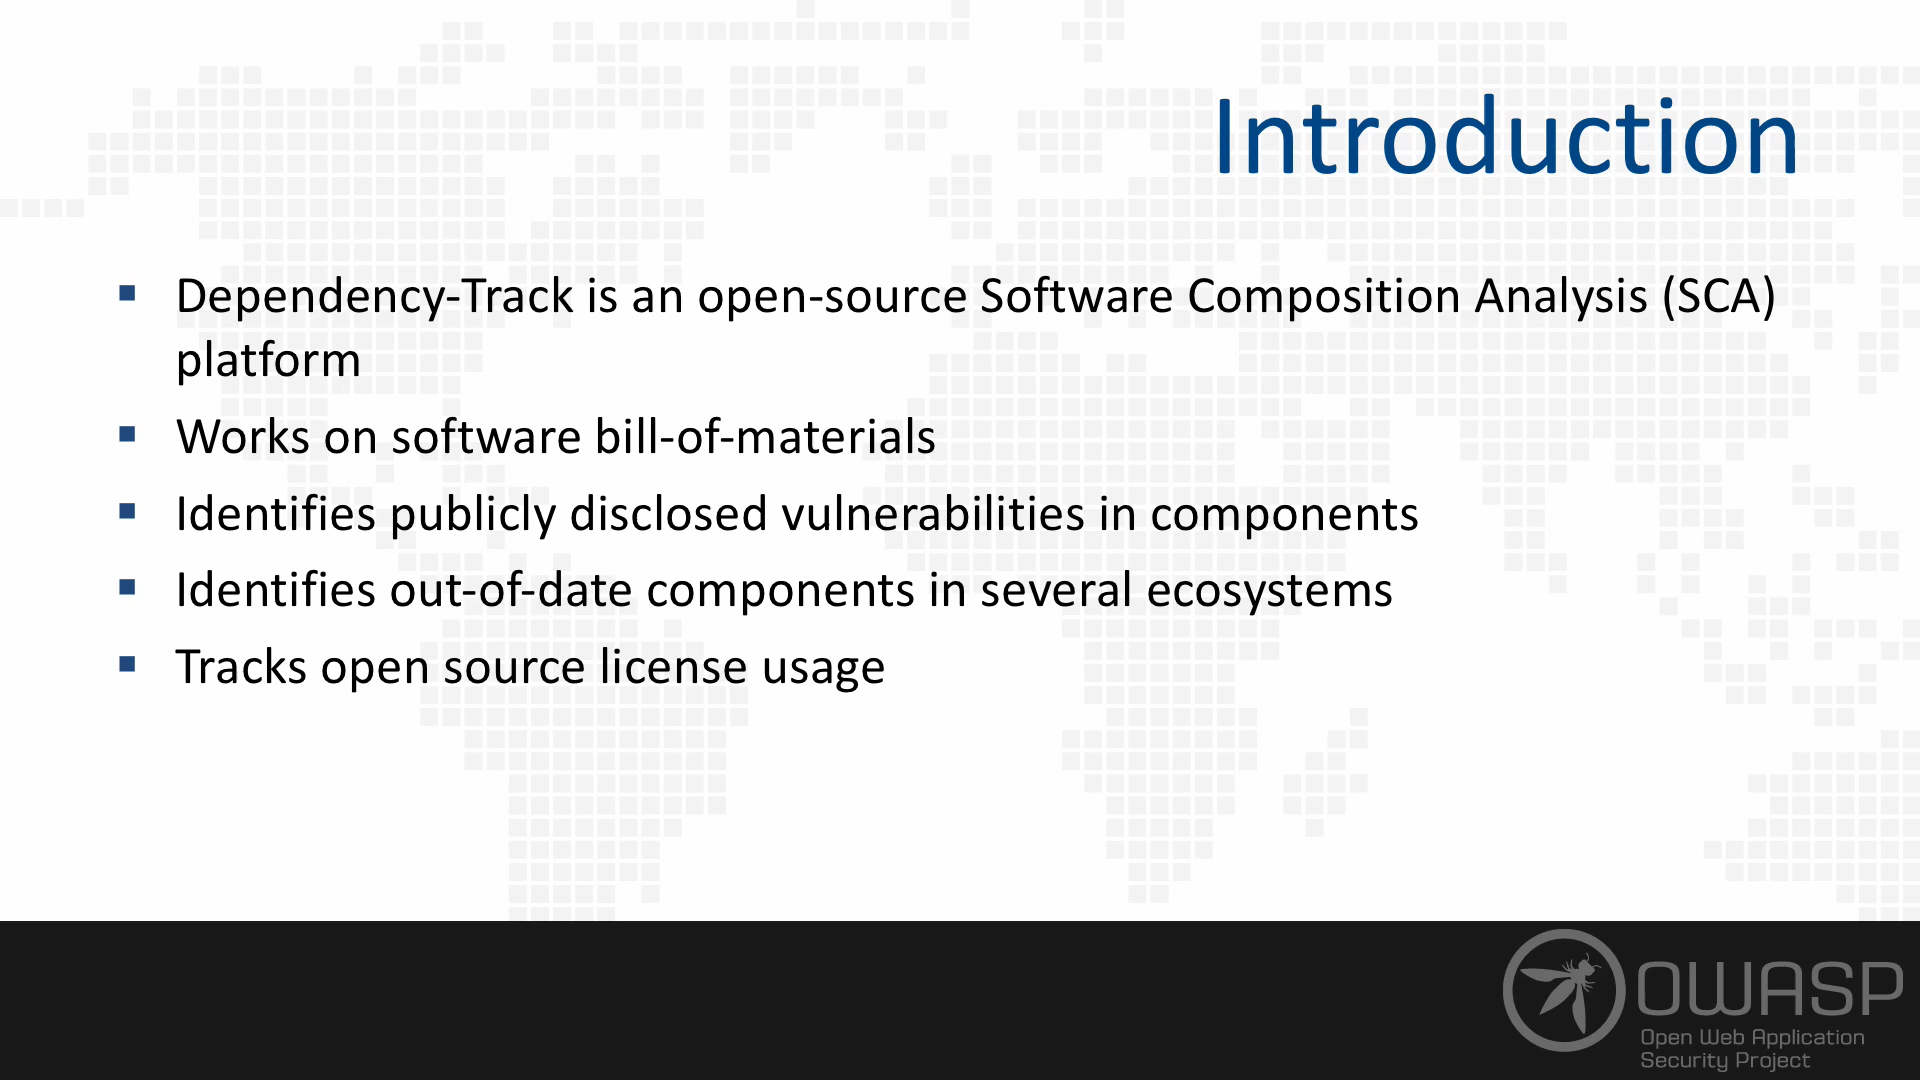 Introduction
▪ Dependency-Track is an open-source Software Composition Analysis (SCA)
platform
▪ Works on software bill-of-materials
▪ Identifies publicly disclosed vulnerabilities in components
▪ Identifies out-of-date components in several ecosystems
▪ Tracks open source license usage
OWASP
Open Web Application
Security Project